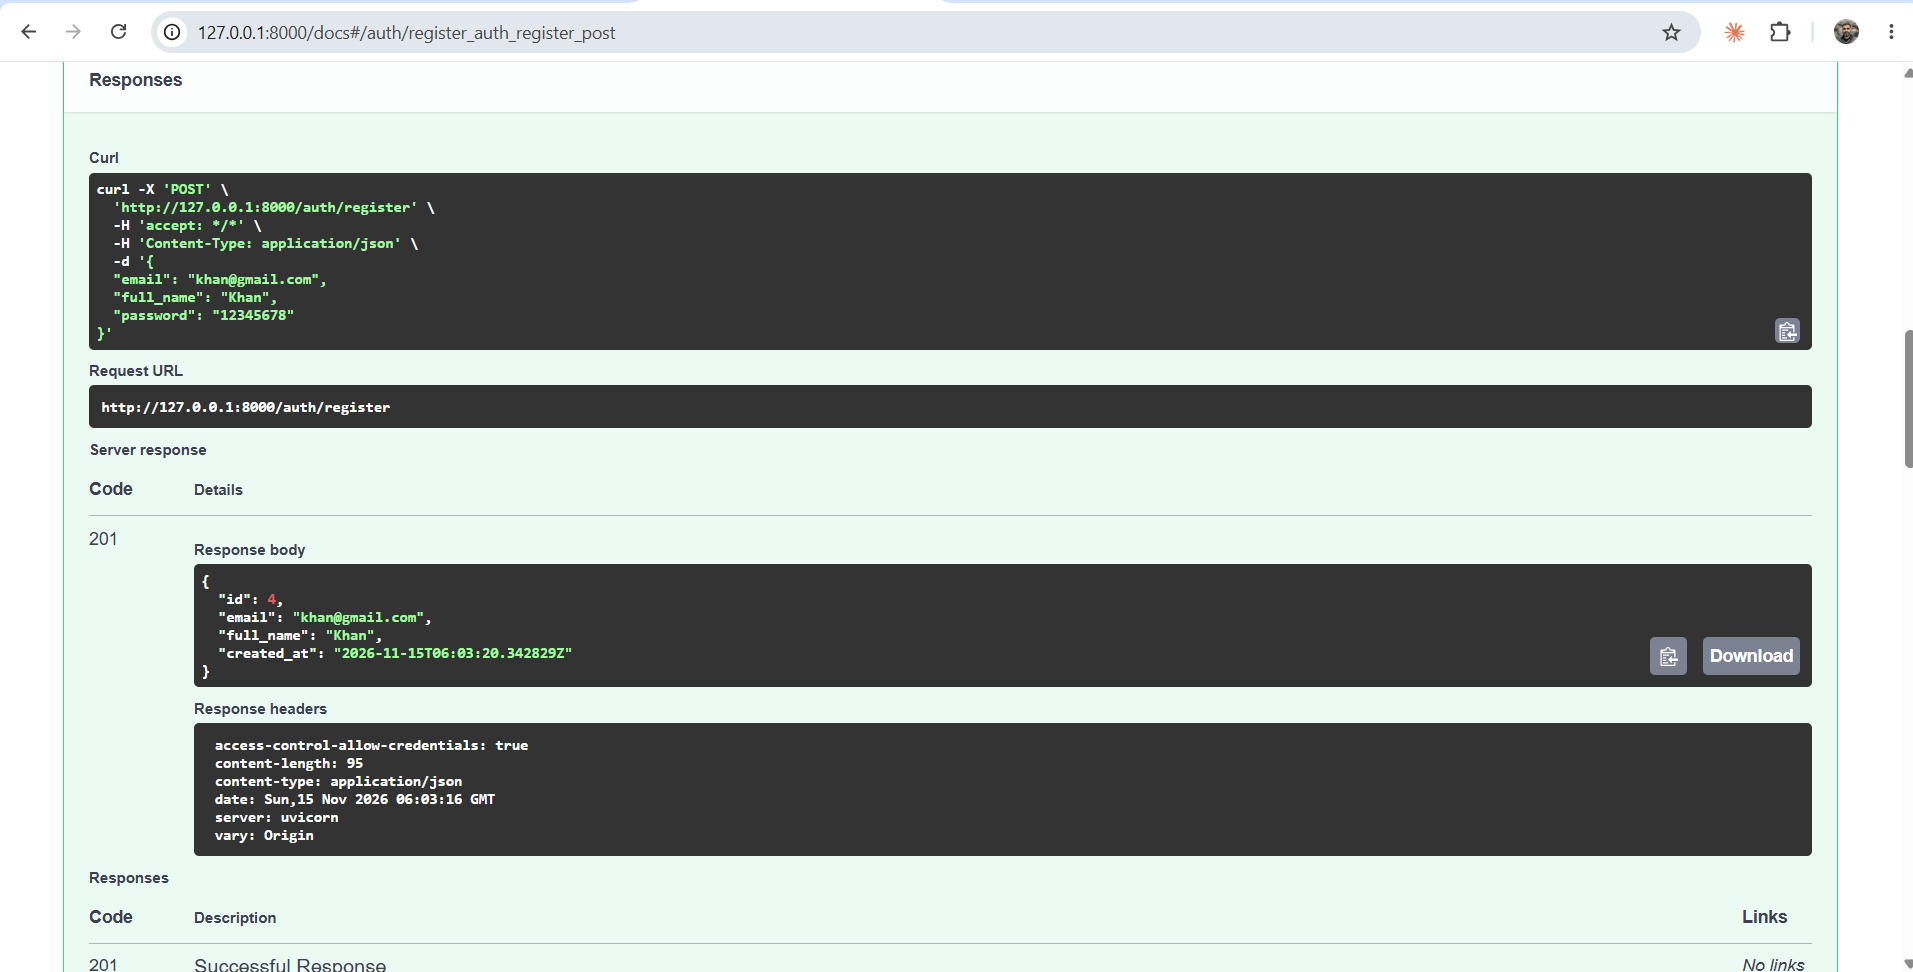 127.0.0.1:8000/docs#/auth/register_auth_register_post
Responses
Curl
curl -X 'POST' \
  'http://127.0.0.1:8000/auth/register' \
  -H 'accept: */*' \
  -H 'Content-Type: application/json' \
  -d '{
  "email": "khan@gmail.com",
  "full_name": "Khan",
  "password": "12345678"
}'
Request URL
http://127.0.0.1:8000/auth/register
Server response
Code Details
201
Response body
{
  "id": 4,
  "email": "khan@gmail.com",
  "full_name": "Khan",
  "created_at": "2026-11-15T06:03:20.342829Z"
}
Download
Response headers
access-control-allow-credentials: true
content-length: 95
content-type: application/json
date: Sun,15 Nov 2026 06:03:16 GMT
server: uvicorn
vary: Origin
Responses
Code Description Links
201 Successful Response No links